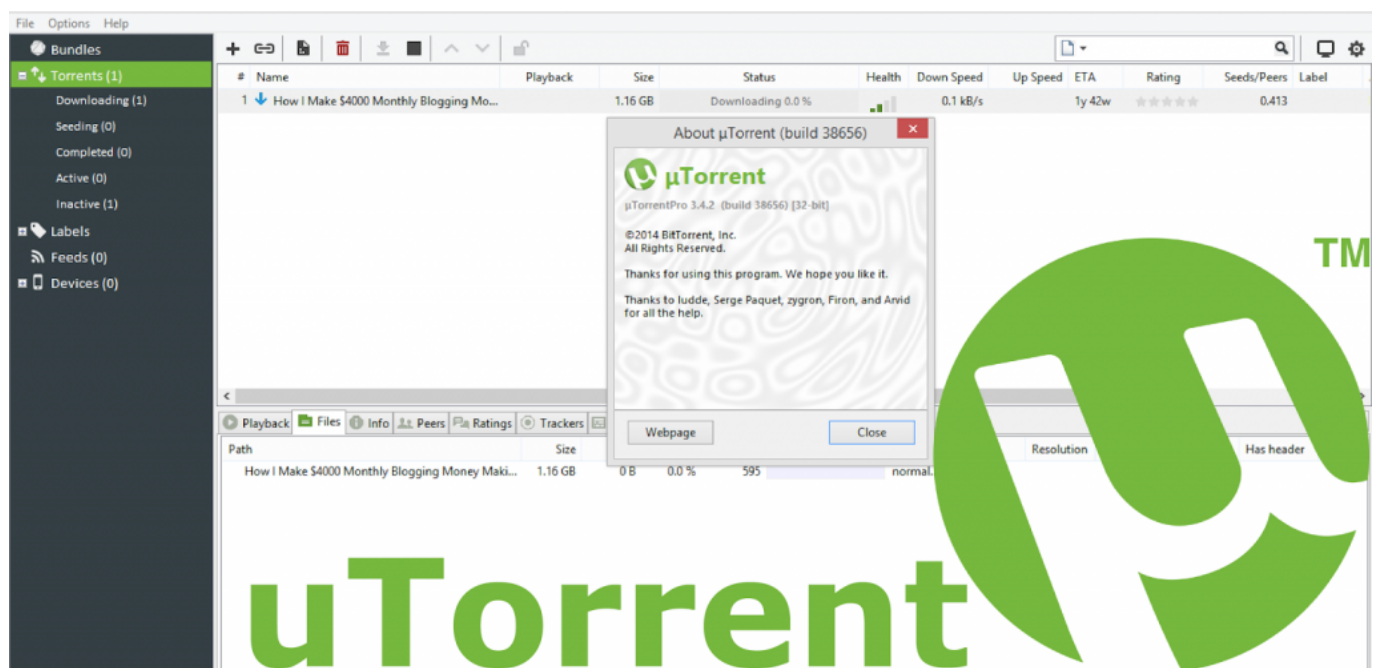 File Options Help
Bundles
Torrents (1)
Downloading (1)
Seeding (0)
Completed (0)
Active (0)
Inactive (1)
Labels
Feeds (0)
Devices (0)
# Name Playback Size Status Health Down Speed Up Speed ETA Rating Seeds/Peers Label
1 How I Make $4000 Monthly Blogging Mo... 1.16 GB Downloading 0.0 % 0.1 kB/s 1y 42w 0.413
About µTorrent (build 38656)
µTorrent
µTorrentPro 3.4.2 (build 38656) [32-bit]
©2014 BitTorrent, Inc.
All Rights Reserved.
Thanks for using this program. We hope you like it.
Thanks to ludde, Serge Paquet, zygron, Firon, and Arvid
for all the help.
Webpage Close
Playback Files Info Peers Ratings Trackers
Path Size Resolution Has header
How I Make $4000 Monthly Blogging Money Maki... 1.16 GB 0 B 0.0 % 595 normal.
TM
uTorrent